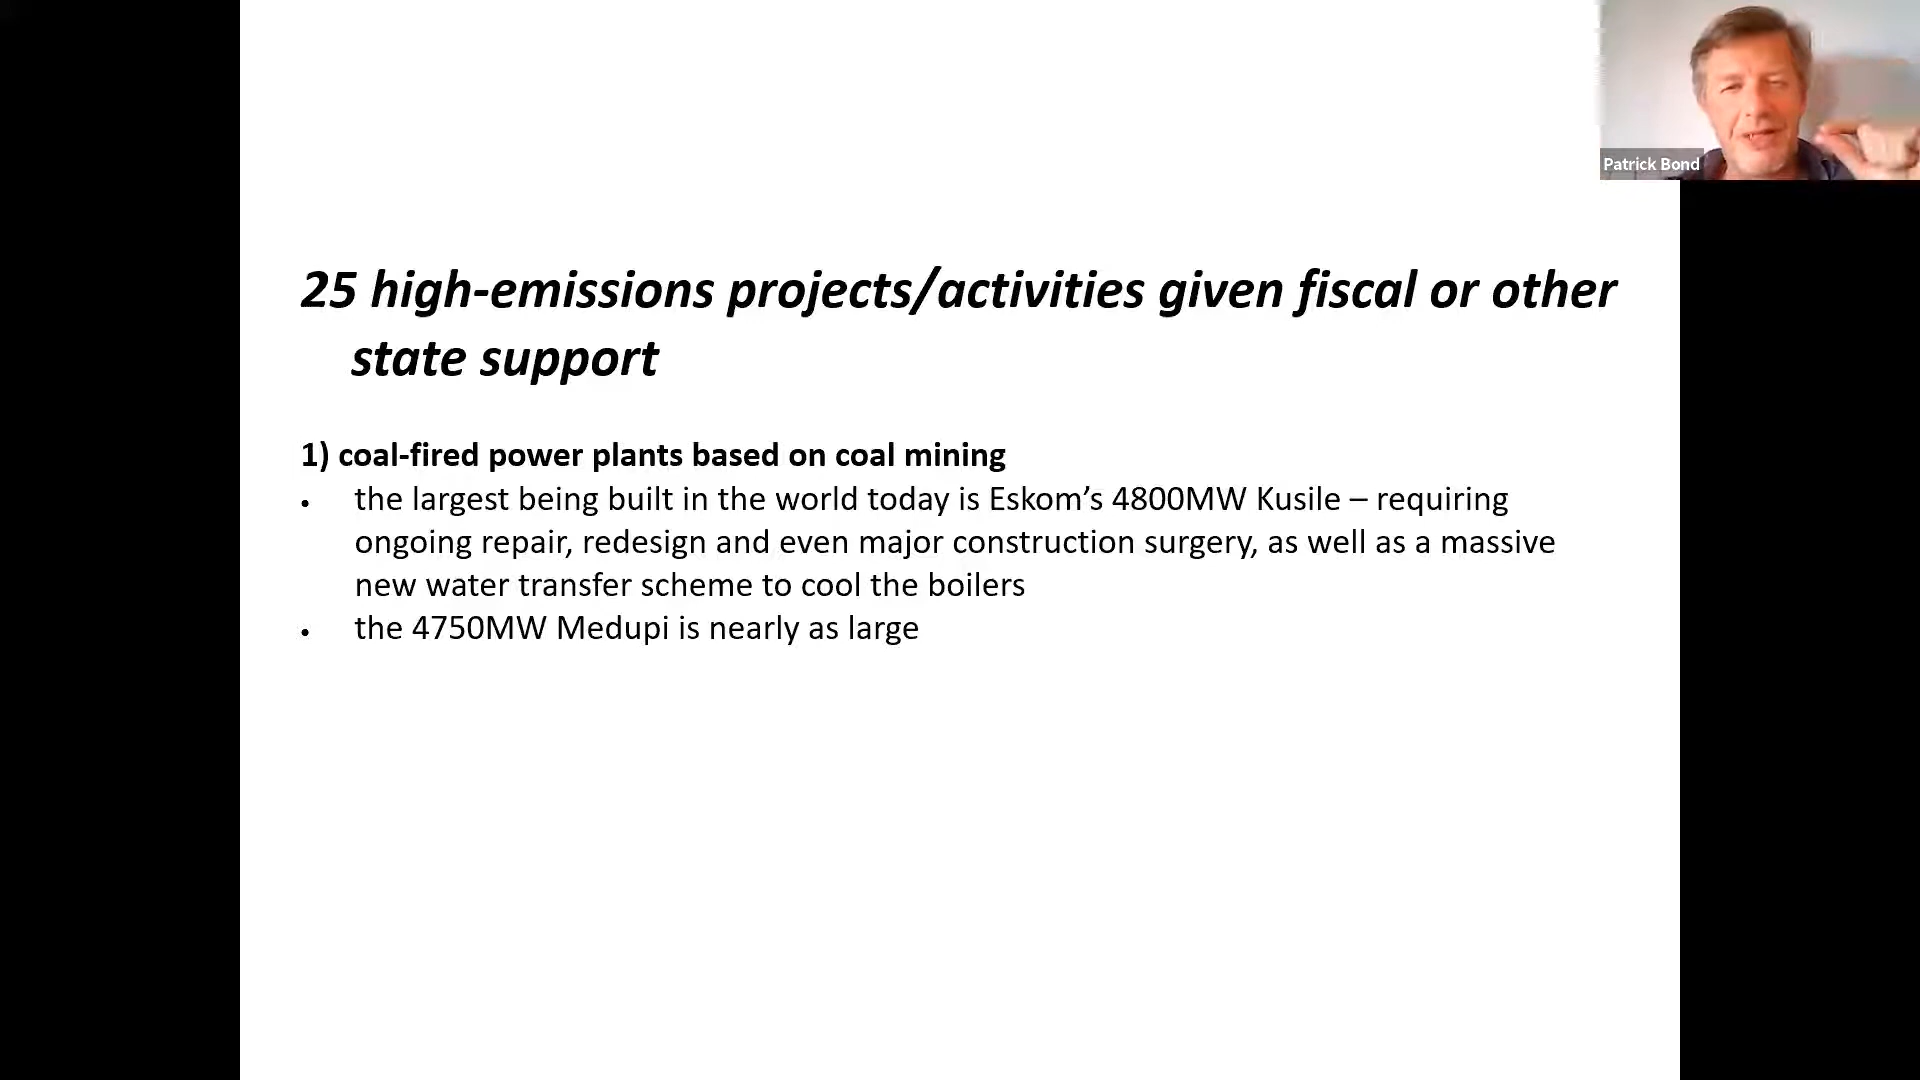 Patrick Bond
25 high-emissions projects/activities given fiscal or other
state support
1) coal-fired power plants based on coal mining
• the largest being built in the world today is Eskom’s 4800MW Kusile – requiring
ongoing repair, redesign and even major construction surgery, as well as a massive
new water transfer scheme to cool the boilers
• the 4750MW Medupi is nearly as large